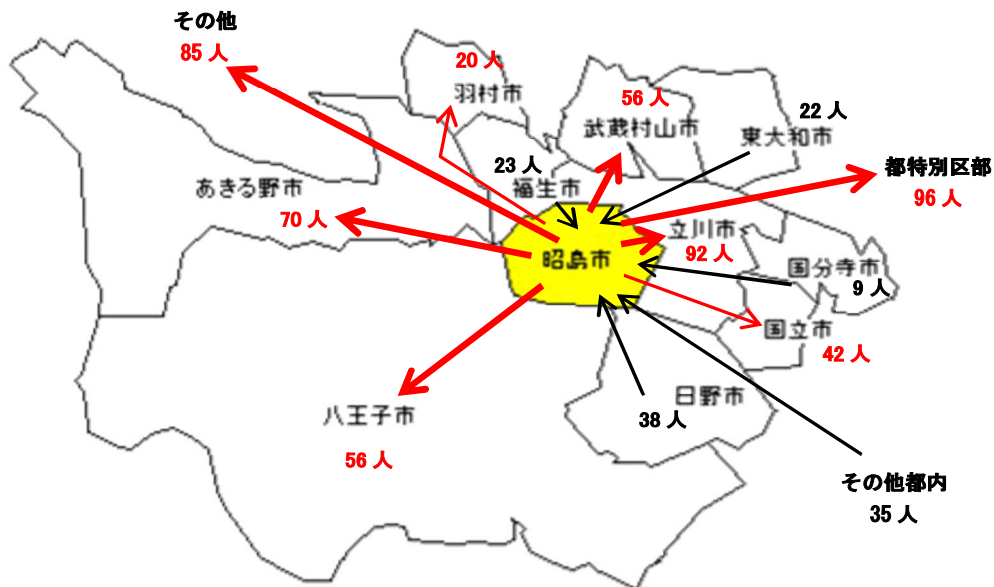 その他
85 人
20 人
羽村市
56 人
武蔵村山市
22 人
東大和市
都特別区部
96 人
23 人
福生市
あきる野市
70 人
立川市
92 人
昭島市
国分寺市
9 人
国立市
42 人
日野市
38 人
八王子市
56 人
その他都内
35 人